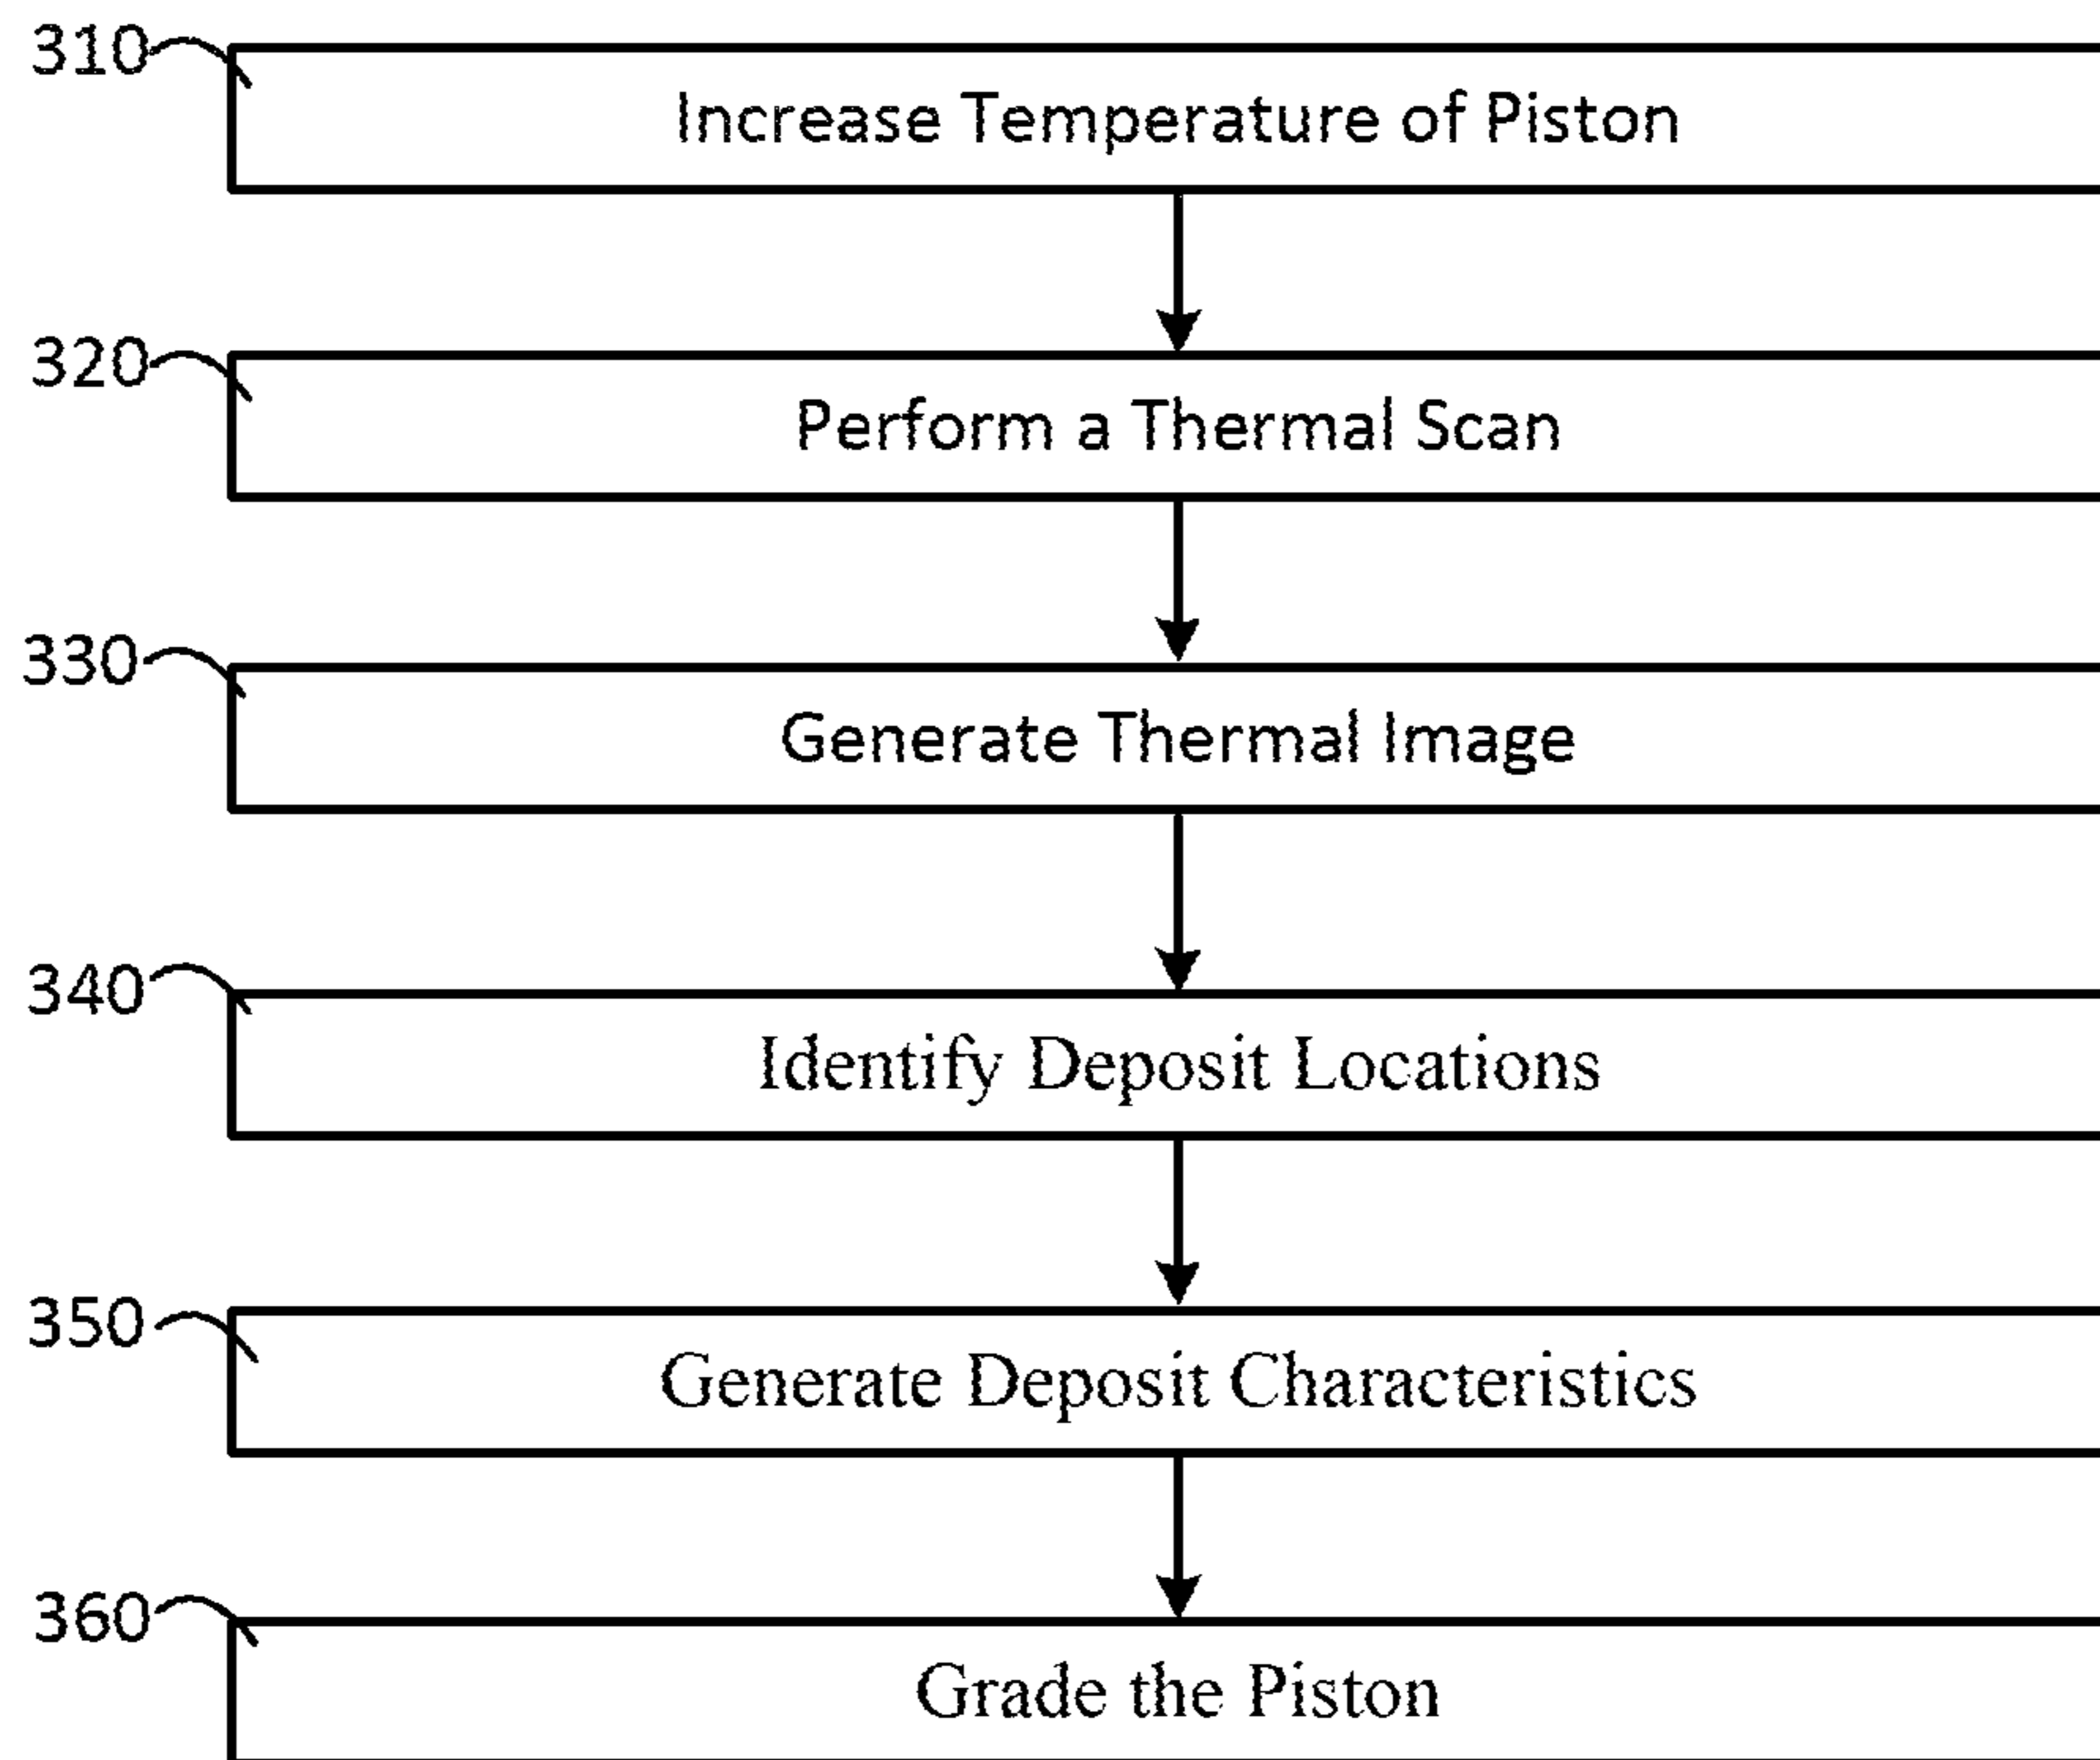 310
Increase Temperature of Piston
320
Perform a Thermal Scan
330
Generate Thermal Image
340
Identify Deposit Locations
350
Generate Deposit Characteristics
360
Grade the Piston